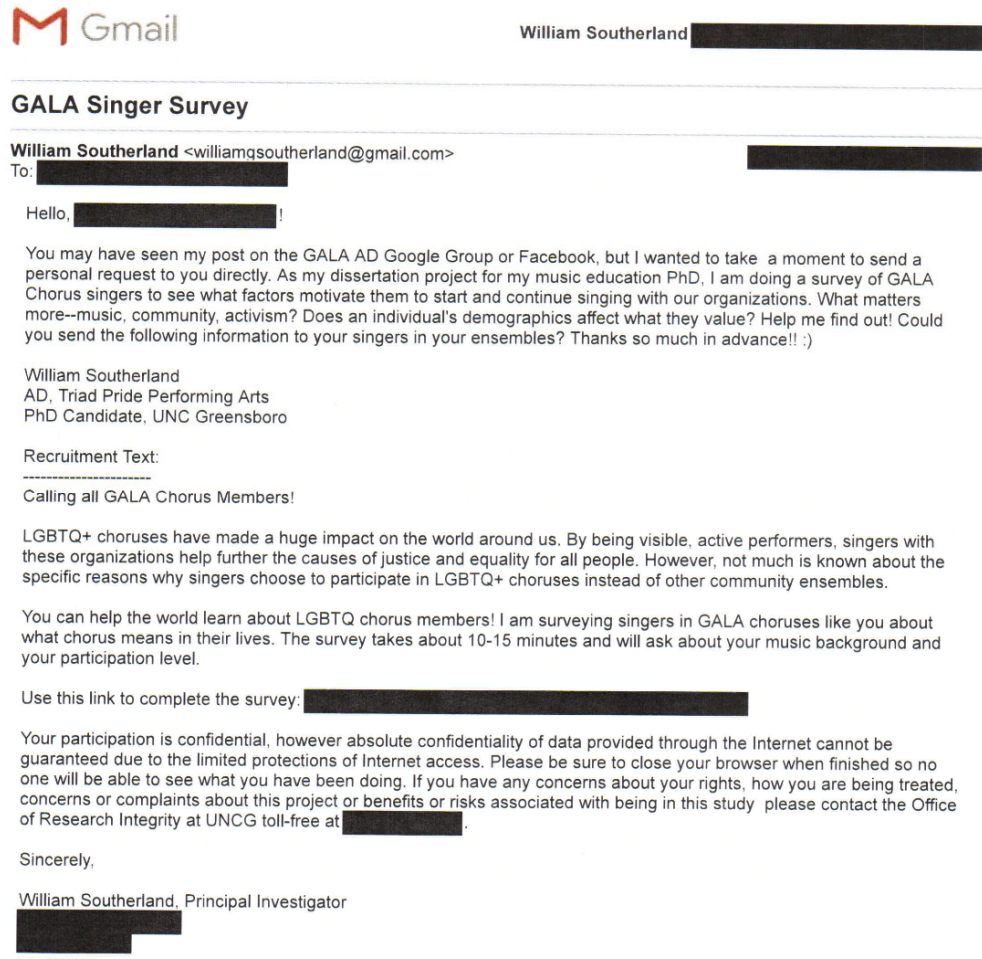 Gmail
William Southerland
GALA Singer Survey
William Southerland <williamgsoutherland@gmail.com>
To:
Hello, !
You may have seen my post on the GALA AD Google Group or Facebook, but I wanted to take  a moment to send a
personal request to you directly. As my dissertation project for my music education PhD, I am doing a survey of GALA
Chorus singers to see what factors motivate them to start and continue singing with our organizations. What matters
more--music, community, activism? Does an individual's demographics affect what they value? Help me find out! Could
you send the following information to your singers in your ensembles? Thanks so much in advance!! :)
William Southerland
AD, Triad Pride Performing Arts
PhD Candidate, UNC Greensboro
Recruitment Text:
----------------------
Calling all GALA Chorus Members!
LGBTQ+ choruses have made a huge impact on the world around us. By being visible, active performers, singers with
these organizations help further the causes of justice and equality for all people. However, not much is known about the
specific reasons why singers choose to participate in LGBTQ+ choruses instead of other community ensembles.
You can help the world learn about LGBTQ chorus members! I am surveying singers in GALA choruses like you about
what chorus means in their lives. The survey takes about 10-15 minutes and will ask about your music background and
your participation level.
Use this link to complete the survey:
Your participation is confidential, however absolute confidentiality of data provided through the Internet cannot be
guaranteed due to the limited protections of Internet access. Please be sure to close your browser when finished so no
one will be able to see what you have been doing. If you have any concerns about your rights, how you are being treated,
concerns or complaints about this project or benefits or risks associated with being in this study  please contact the Office
of Research Integrity at UNCG toll-free at .
Sincerely,
William Southerland, Principal Investigator